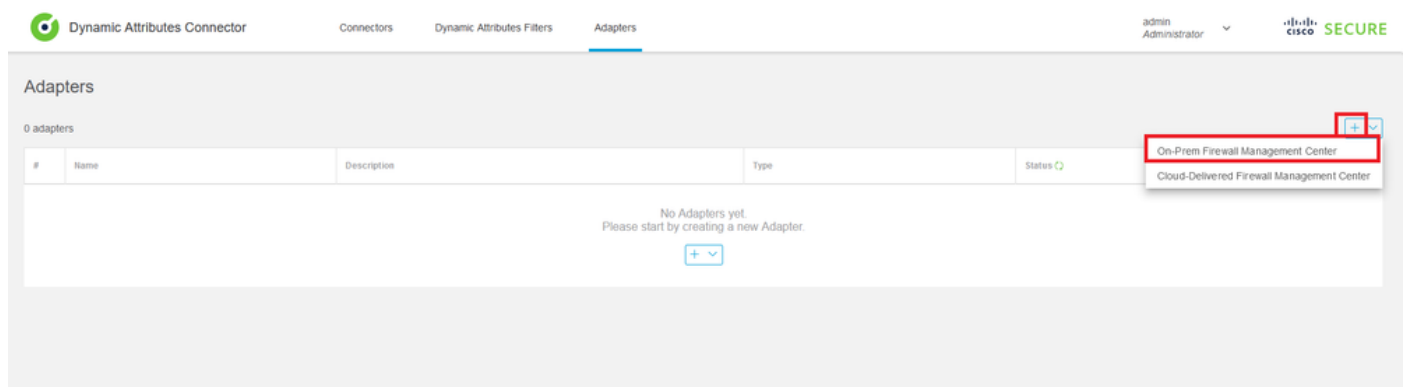 Dynamic Attributes Connector
Connectors
Dynamic Attributes Filters
Adapters
admin
Administrator
cisco SECURE
Adapters
0 adapters
On-Prem Firewall Management Center
Cloud-Delivered Firewall Management Center
# Name Description Type Status
No Adapters yet.
Please start by creating a new Adapter.